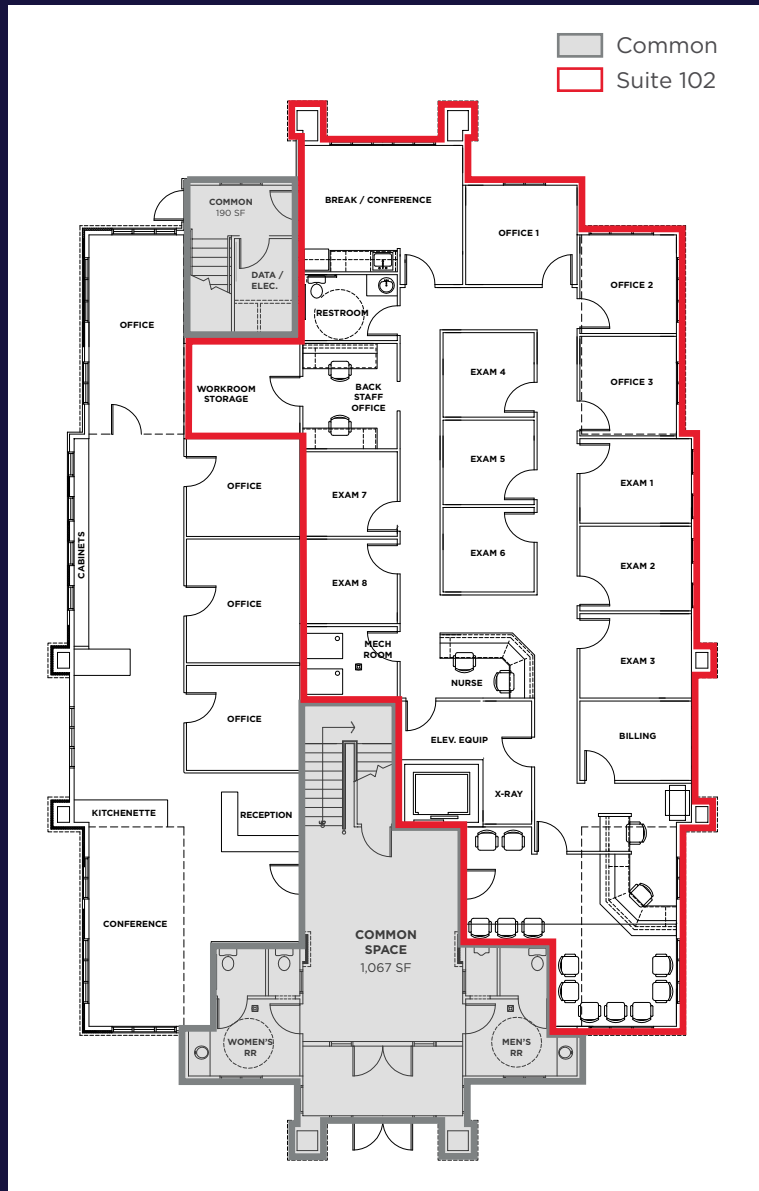 Common
Suite 102
COMMON
190 SF
BREAK / CONFERENCE
OFFICE 1
DATA /
ELEC.
OFFICE 2
OFFICE
RESTROOM
EXAM 4
OFFICE 3
WORKROOM
STORAGE
BACK
STAFF
OFFICE
OFFICE
EXAM 7
EXAM 5
EXAM 1
CABINETS
EXAM 6
EXAM 2
OFFICE
EXAM 8
MECH
ROOM
EXAM 3
NURSE
OFFICE
ELEV. EQUIP
BILLING
X-RAY
KITCHENETTE
RECEPTION
CONFERENCE
COMMON
SPACE
1,067 SF
WOMEN'S
RR
MEN'S
RR